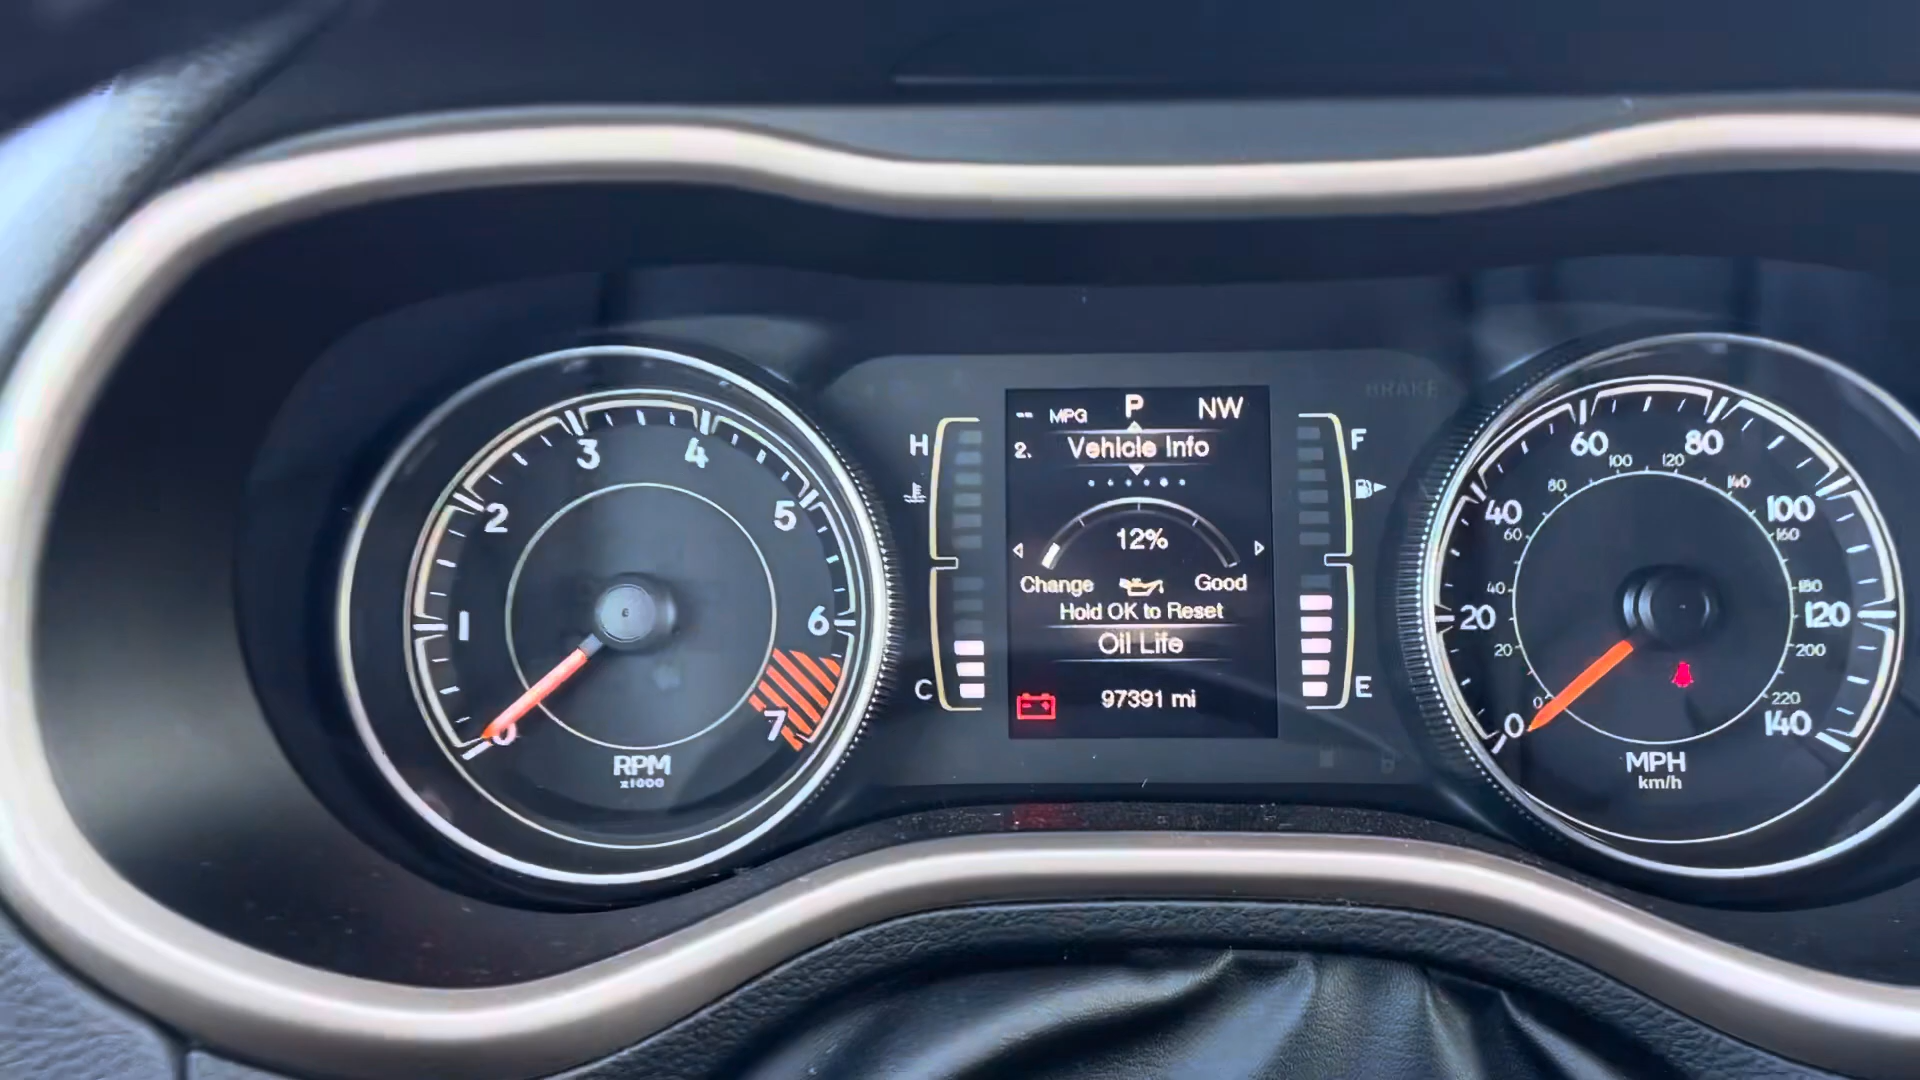 -- MPG P NW
2. Vehicle Info
12%
Change Good
Hold OK to Reset
Oil Life
97391 mi
H
C
F
E
BRAKE
0
1
2
3
4
5
6
7
RPM
x1000
0
20
40
60
80
100
120
140
0
20
40
60
80
100
120
140
160
180
200
220
MPH
km/h